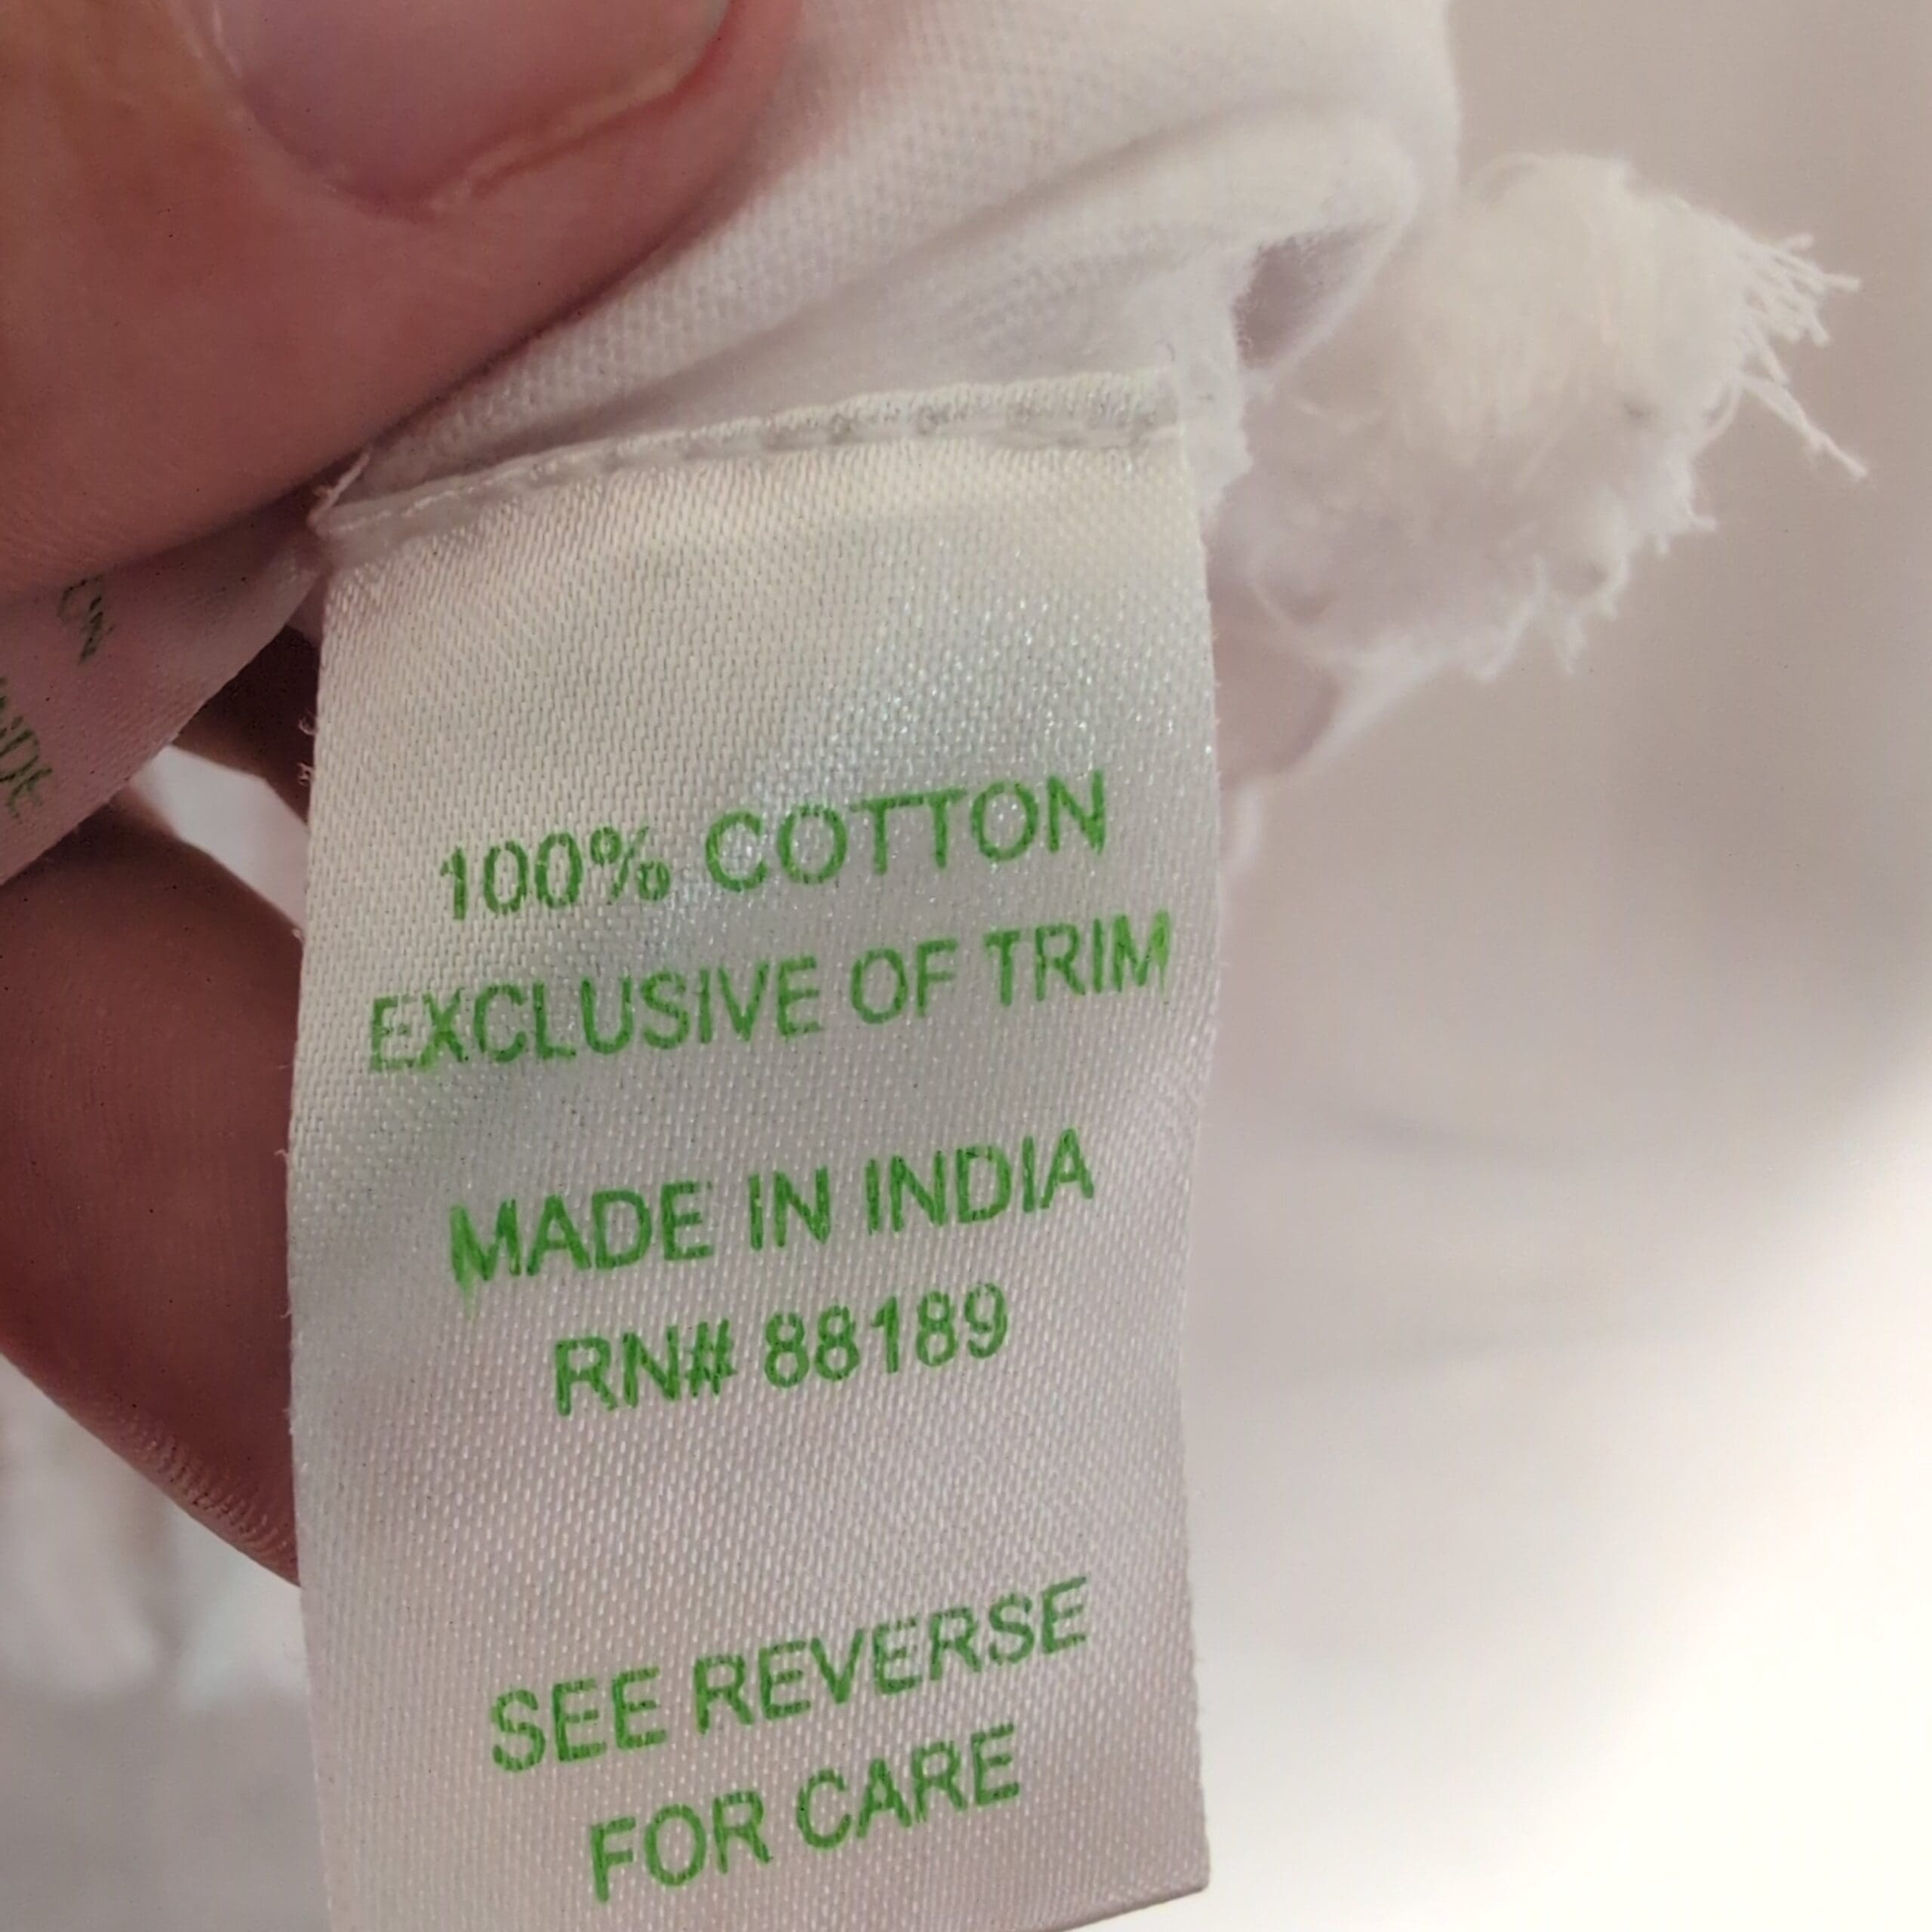 100% COTTON
EXCLUSIVE OF TRIM
MADE IN INDIA
RN# 88189
SEE REVERSE
FOR CARE